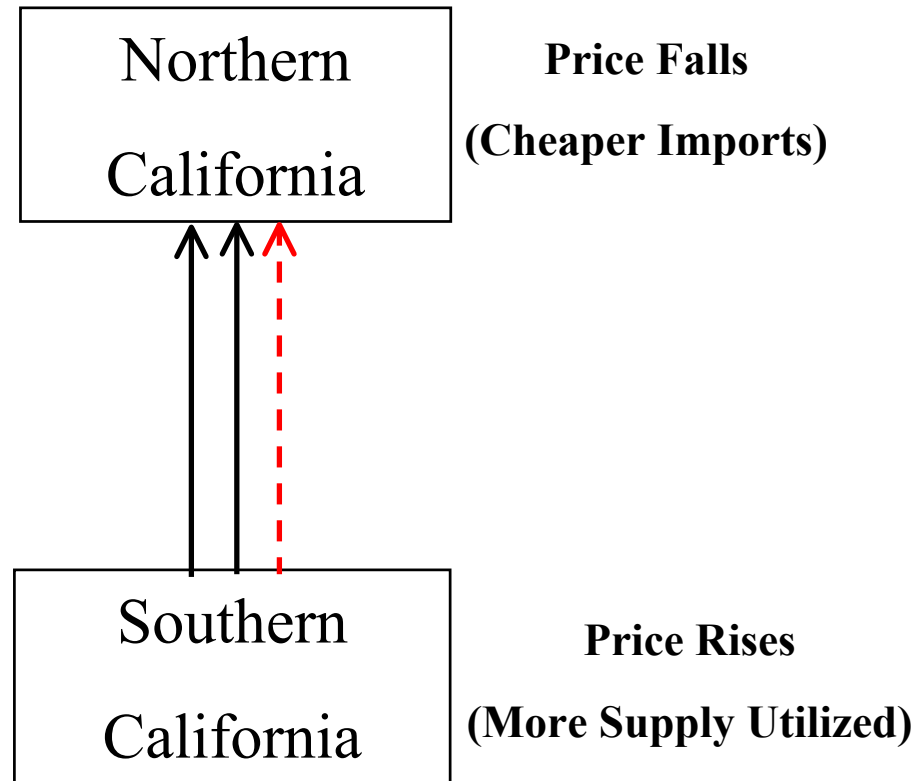 Northern
California
Price Falls
(Cheaper Imports)
Southern
California
Price Rises
(More Supply Utilized)